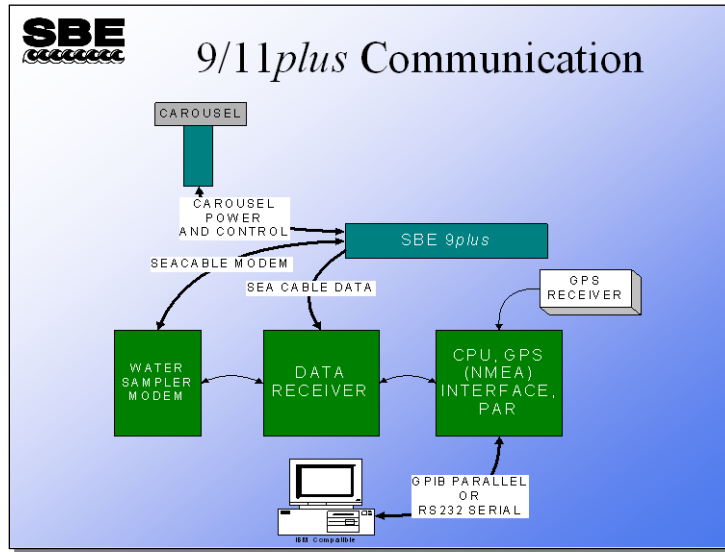 SBE
9/11plus Communication
CAROUSEL
CAROUSEL
POWER
AND CONTROL
SBE 9plus
SEACABLE MODEM
SEA CABLE DATA
GPS
RECEIVER
WATER
SAMPLER
MODEM
DATA
RECEIVER
CPU, GPS
(NMEA)
INTERFACE,
PAR
GPIB PARALLEL
OR
RS232 SERIAL
IBM Compatible